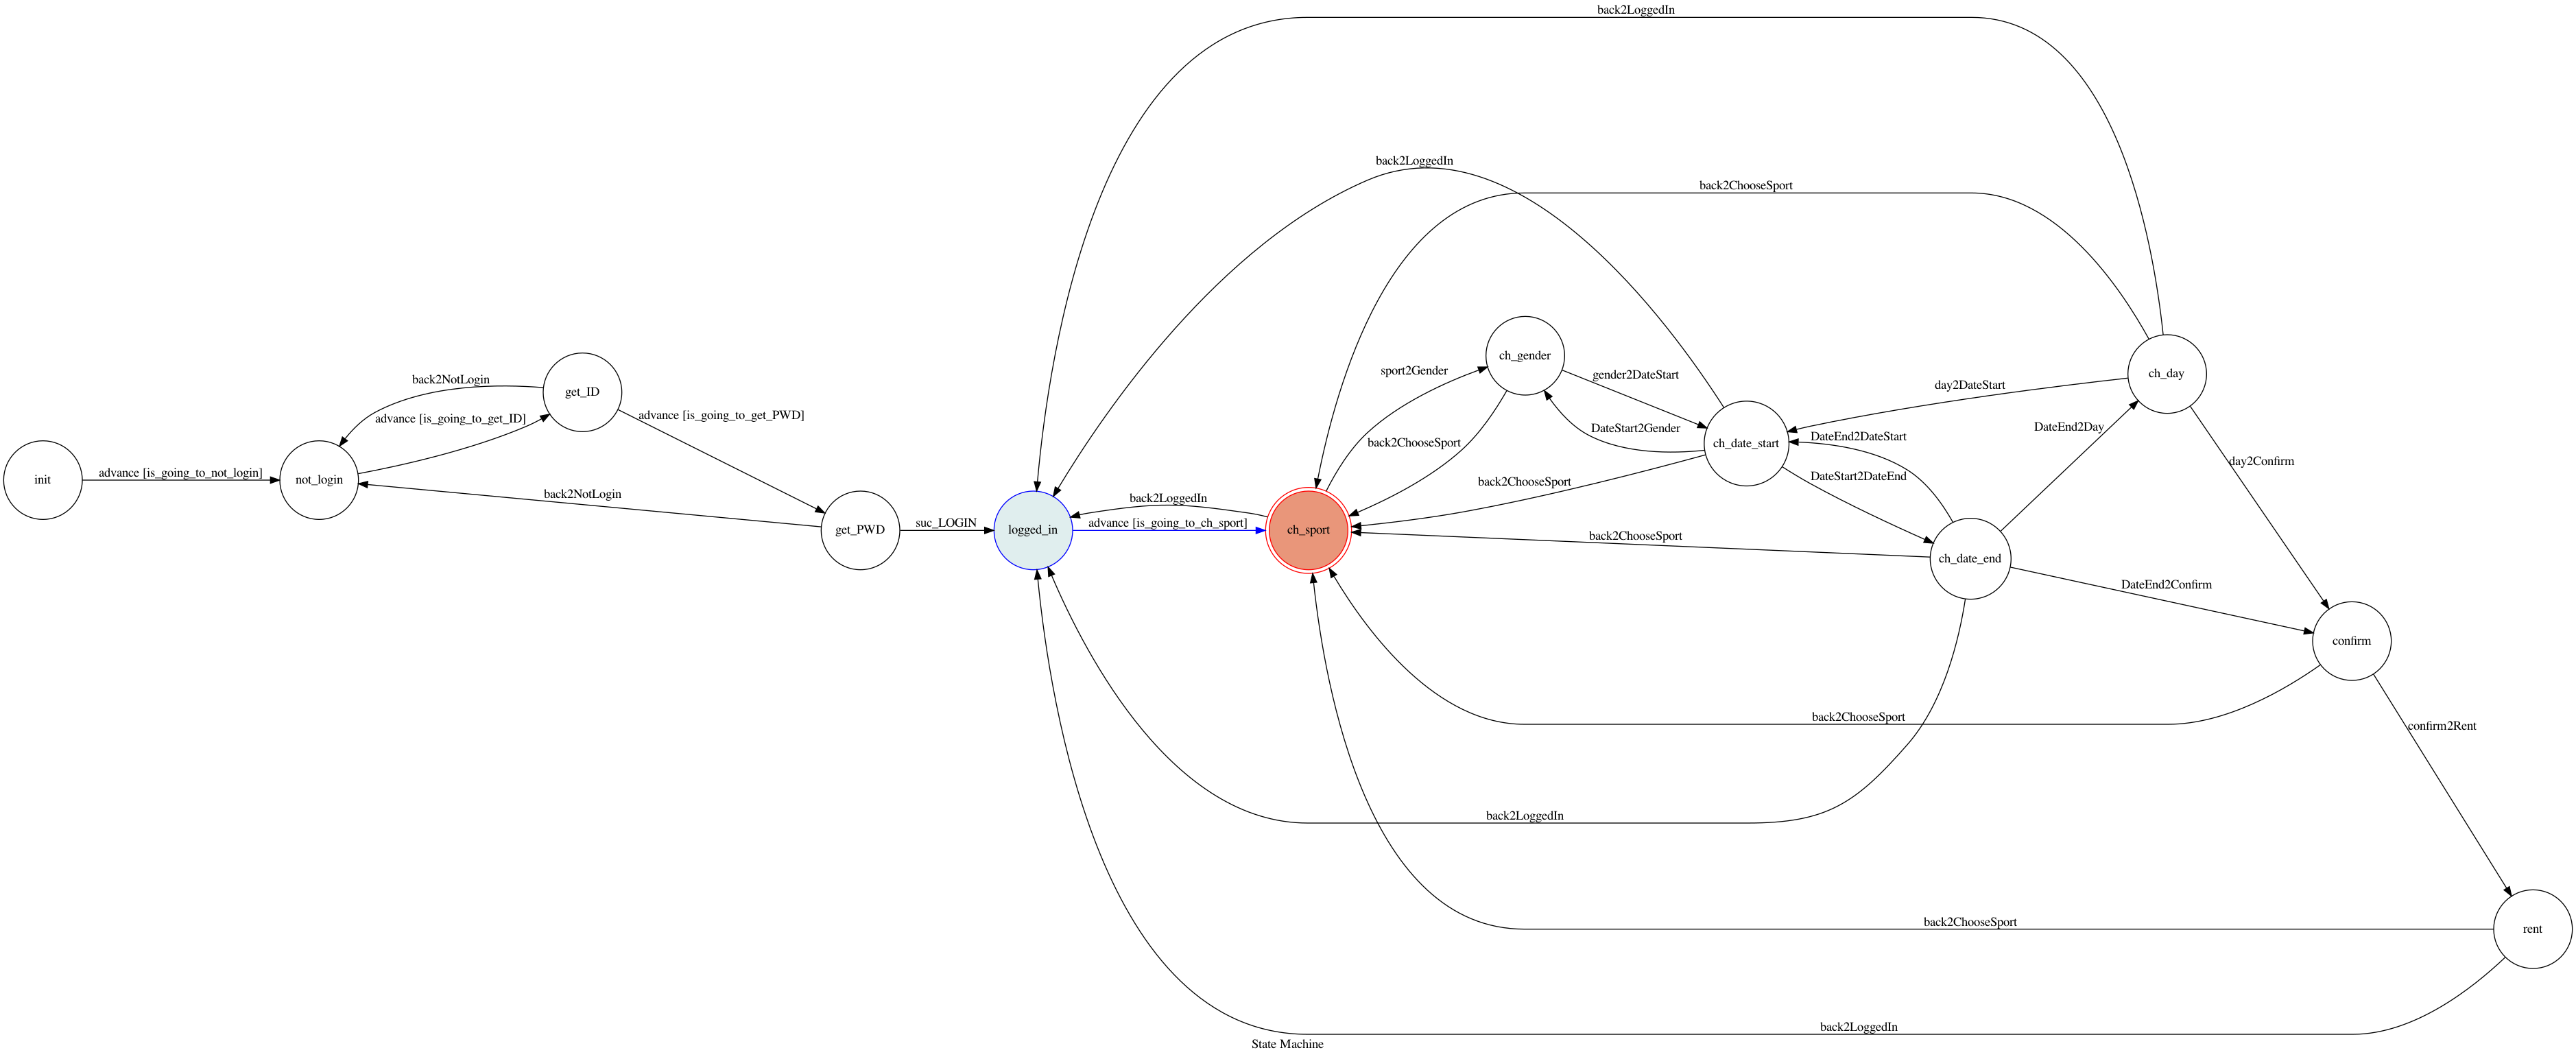 back2LoggedIn
back2LoggedIn
back2ChooseSport
ch_gender
sport2Gender
gender2DateStart
ch_day
back2NotLogin
get_ID
day2DateStart
advance [is_going_to_get_ID]
advance [is_going_to_get_PWD]
back2ChooseSport
DateStart2Gender
ch_date_start
DateEnd2DateStart
DateEnd2Day
day2Confirm
init
advance [is_going_to_not_login]
not_login
back2NotLogin
back2ChooseSport
DateStart2DateEnd
get_PWD
suc_LOGIN
logged_in
back2LoggedIn
advance [is_going_to_ch_sport]
ch_sport
back2ChooseSport
ch_date_end
DateEnd2Confirm
confirm
back2ChooseSport
confirm2Rent
back2LoggedIn
back2ChooseSport
rent
back2LoggedIn
State Machine